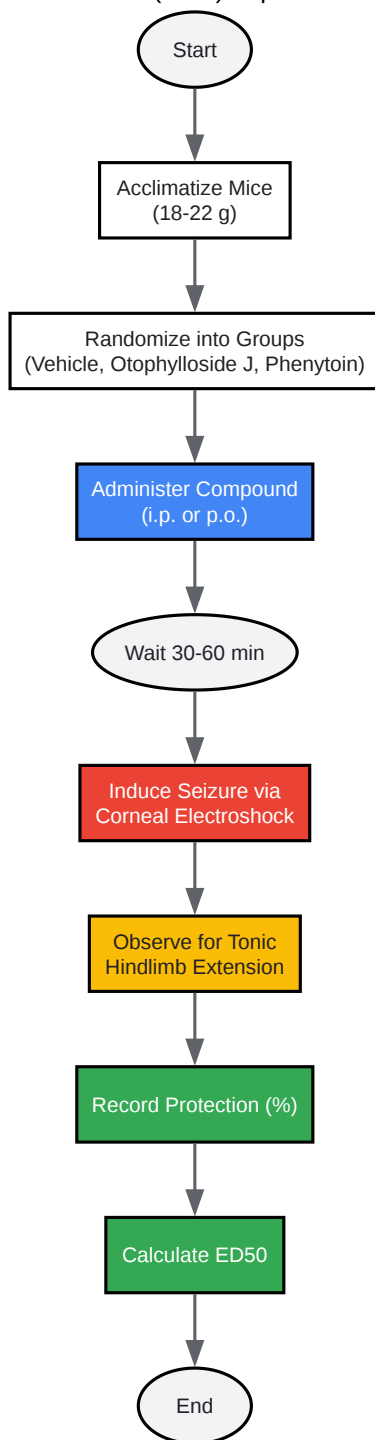 Start
Acclimatize Mice
(18-22 g)
Randomize into Groups
(Vehicle, Otophylloside J, Phenytoin)
Administer Compound
(i.p. or p.o.)
Wait 30-60 min
Induce Seizure via
Corneal Electroshock
Observe for Tonic
Hindlimb Extension
Record Protection (%)
Calculate ED50
End